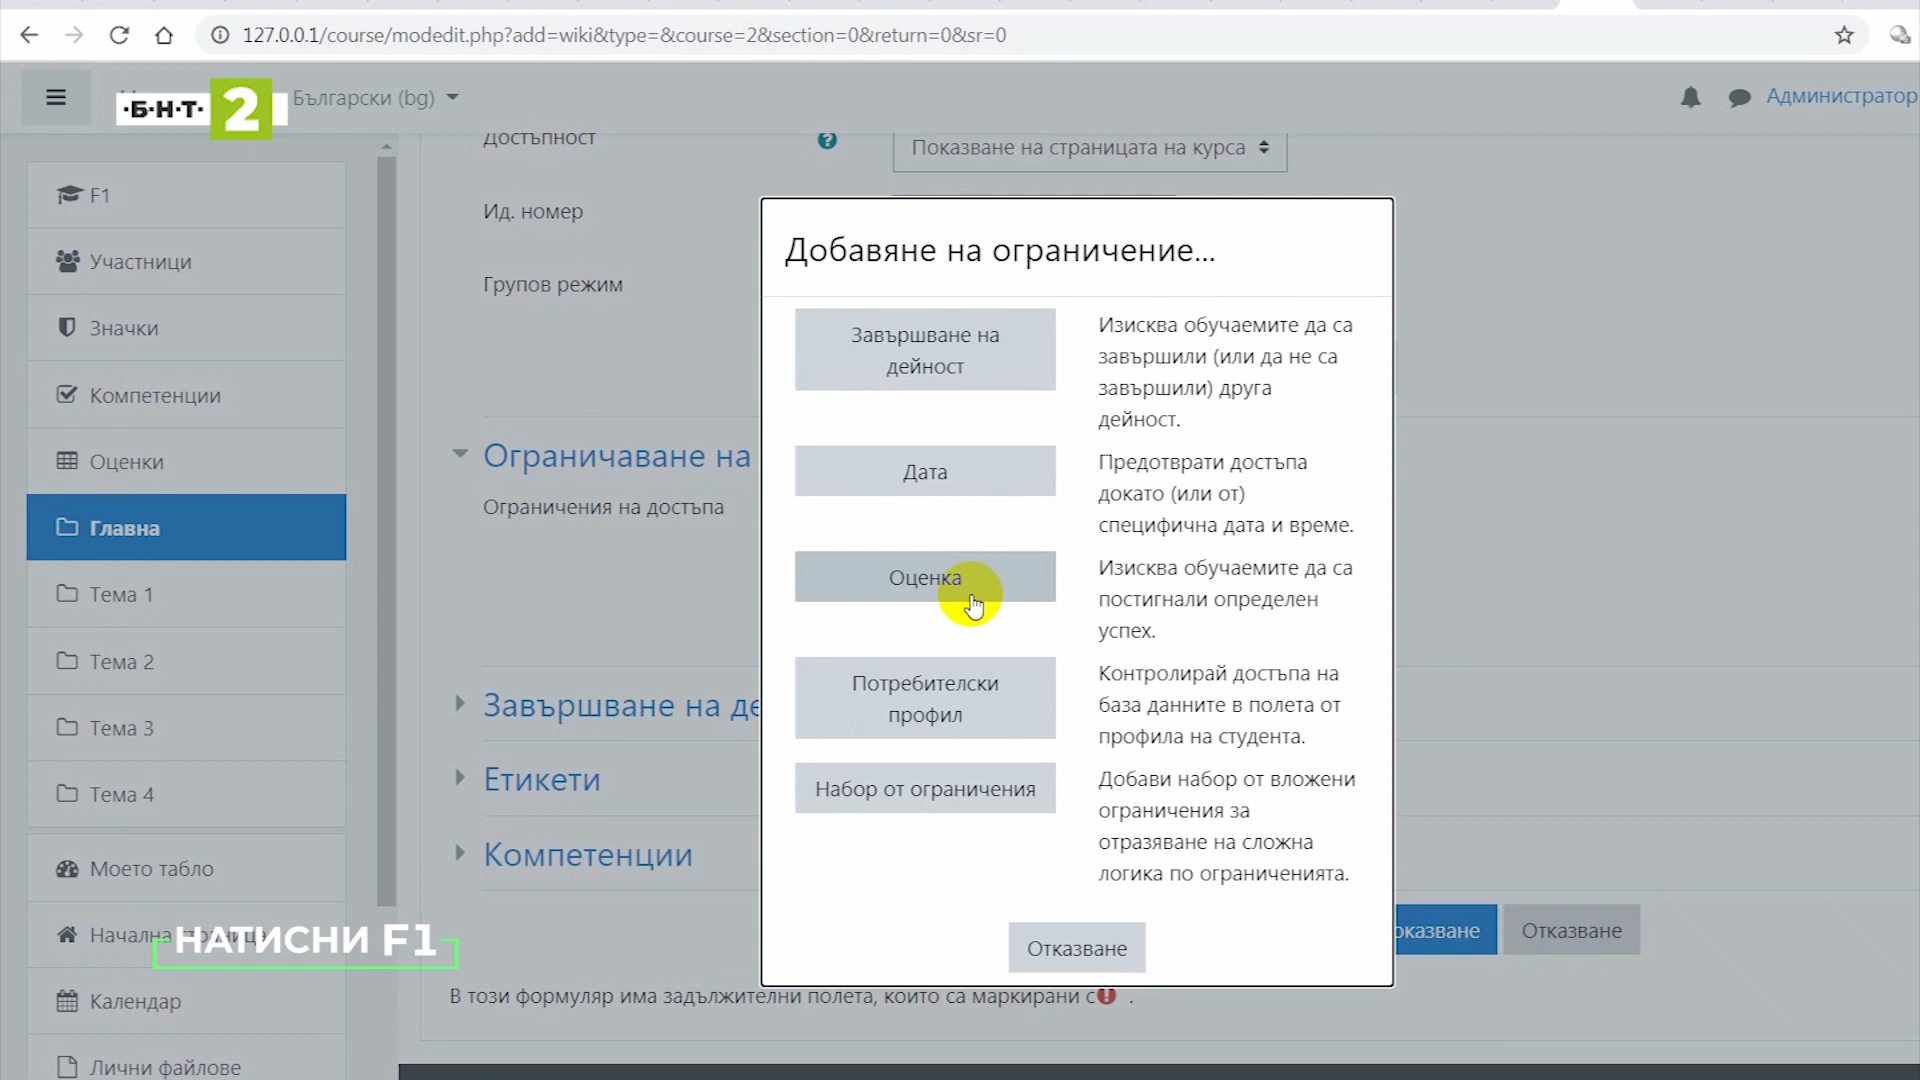 127.0.0.1/course/modedit.php?add=wiki&type=&course=2&section=0&return=0&sr=0
·Б·Н·Т· 2
Български (bg)
Администратор
F1
Участници
Значки
Компетенции
Оценки
Главна
Тема 1
Тема 2
Тема 3
Тема 4
Моето табло
Начална
Календар
Лични файлове
НАТИСНИ F1
Достъпност
Показване на страницата на курса
Ид. номер
Групов режим
Ограничаване на
Ограничения на достъпа
Завършване на де
Етикети
Компетенции
Добавяне на ограничение...
Завършване на
дейност
Изисква обучаемите да са
завършили (или да не са
завършили) друга
дейност.
Дата
Предотврати достъпа
докато (или от)
специфична дата и време.
Оценка
Изисква обучаемите да са
постигнали определен
успех.
Потребителски
профил
Контролирай достъпа на
база данните в полета от
профила на студента.
Набор от ограничения
Добави набор от вложени
ограничения за
отразяване на сложна
логика по ограниченията.
Отказване
оказване
Отказване
В този формуляр има задължителни полета, които са маркирани с .